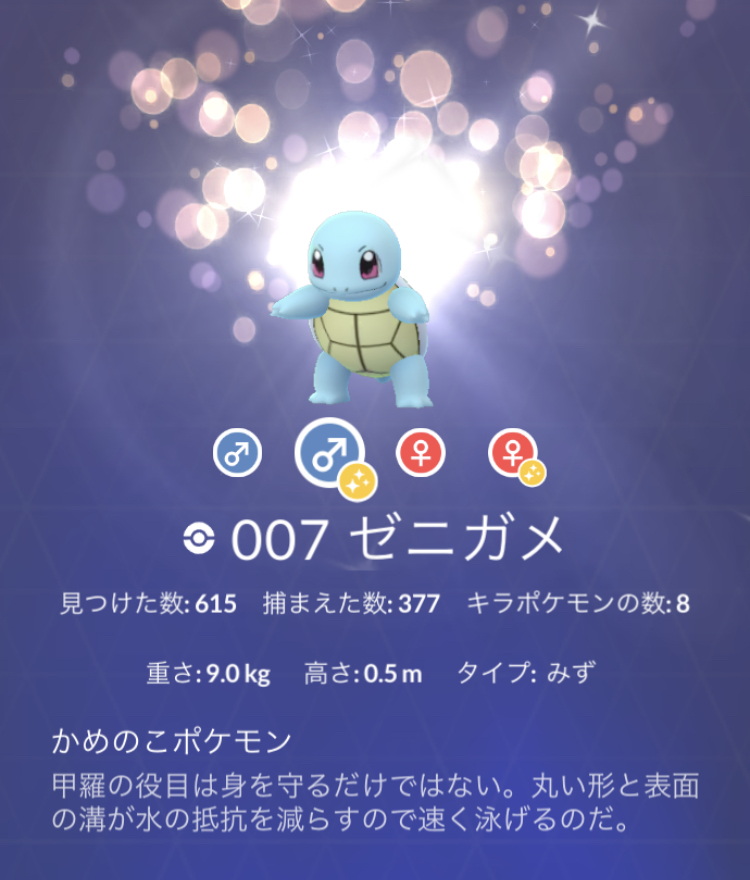 007 ゼニガメ
見つけた数: 615 捕まえた数: 377 キラポケモンの数: 8
重さ: 9.0 kg 高さ: 0.5 m タイプ: みず
かめのこポケモン
甲羅の役目は身を守るだけではない。丸い形と表面
の溝が水の抵抗を減らすので速く泳げるのだ。